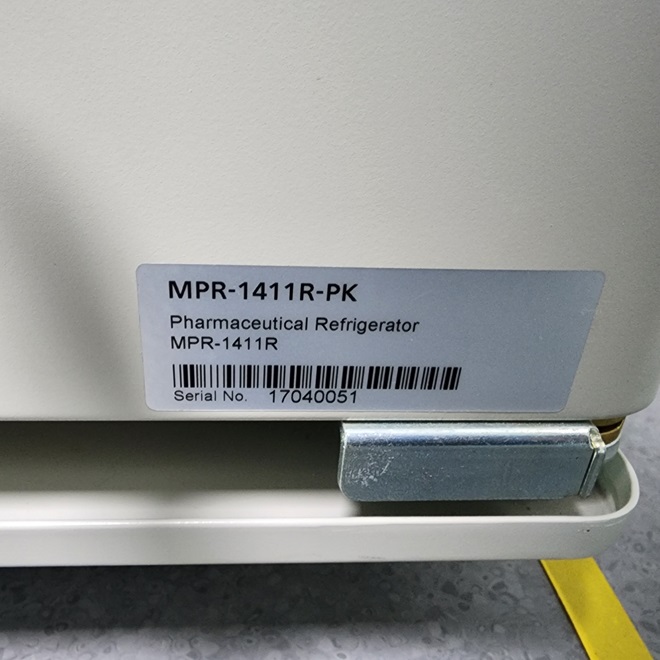 MPR-1411R-PK
Pharmaceutical Refrigerator
MPR-1411R
Serial No. 17040051